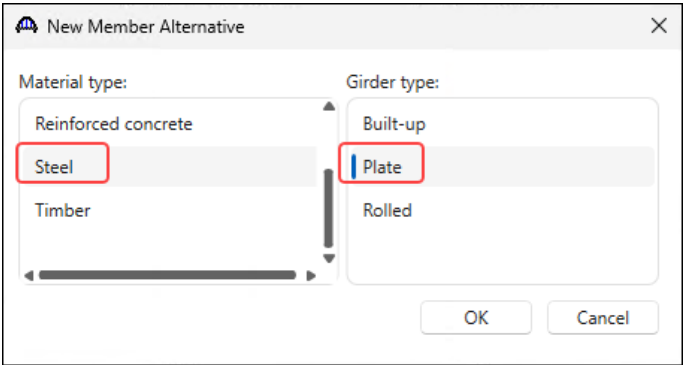 New Member Alternative
Material type:
Reinforced concrete
Steel
Timber
Girder type:
Built-up
Plate
Rolled
OK
Cancel